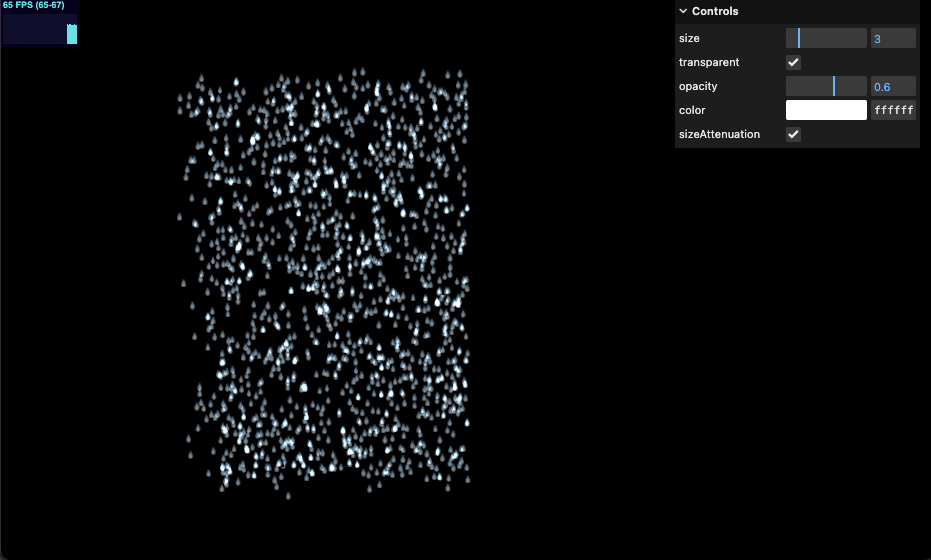 65 FPS (65-67)
Controls
size 3
transparent
opacity 0.6
color ffffff
sizeAttenuation